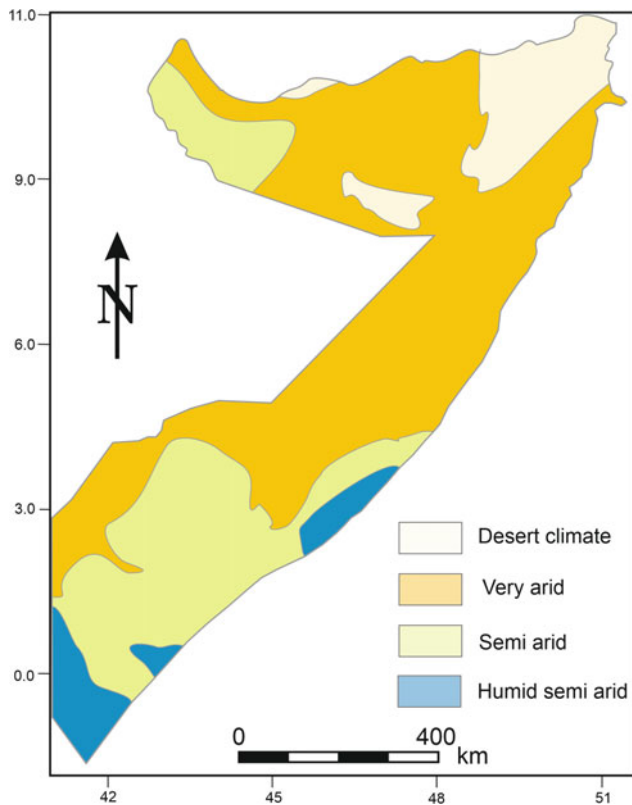 11.0
9.0
6.0
3.0
0.0
N
Desert climate
Very arid
Semi arid
Humid semi arid
0 400
km
42 45 48 51